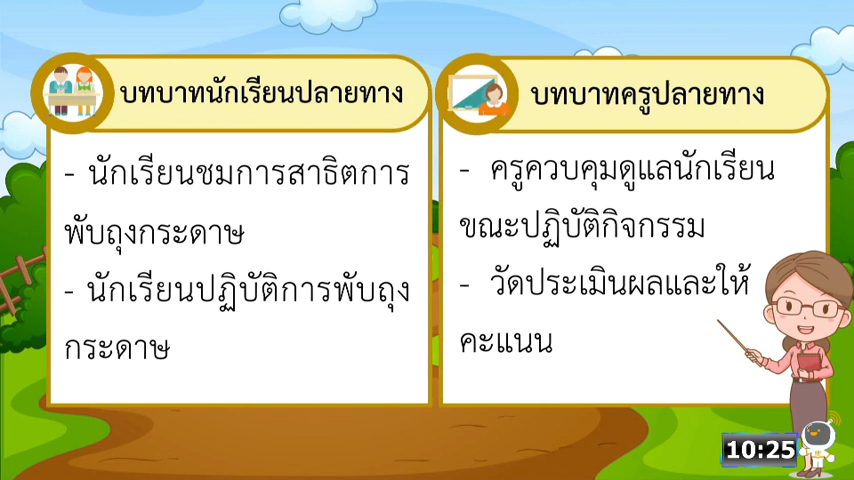 บทบาทนักเรียนปลายทาง
- นักเรียนชมการสาธิตการ
พับถุงกระดาษ
- นักเรียนปฏิบัติการพับถุง
กระดาษ
บทบาทครูปลายทาง
- ครูควบคุมดูแลนักเรียน
ขณะปฏิบัติกิจกรรม
- วัดประเมินผลและให้
คะแนน
10:25